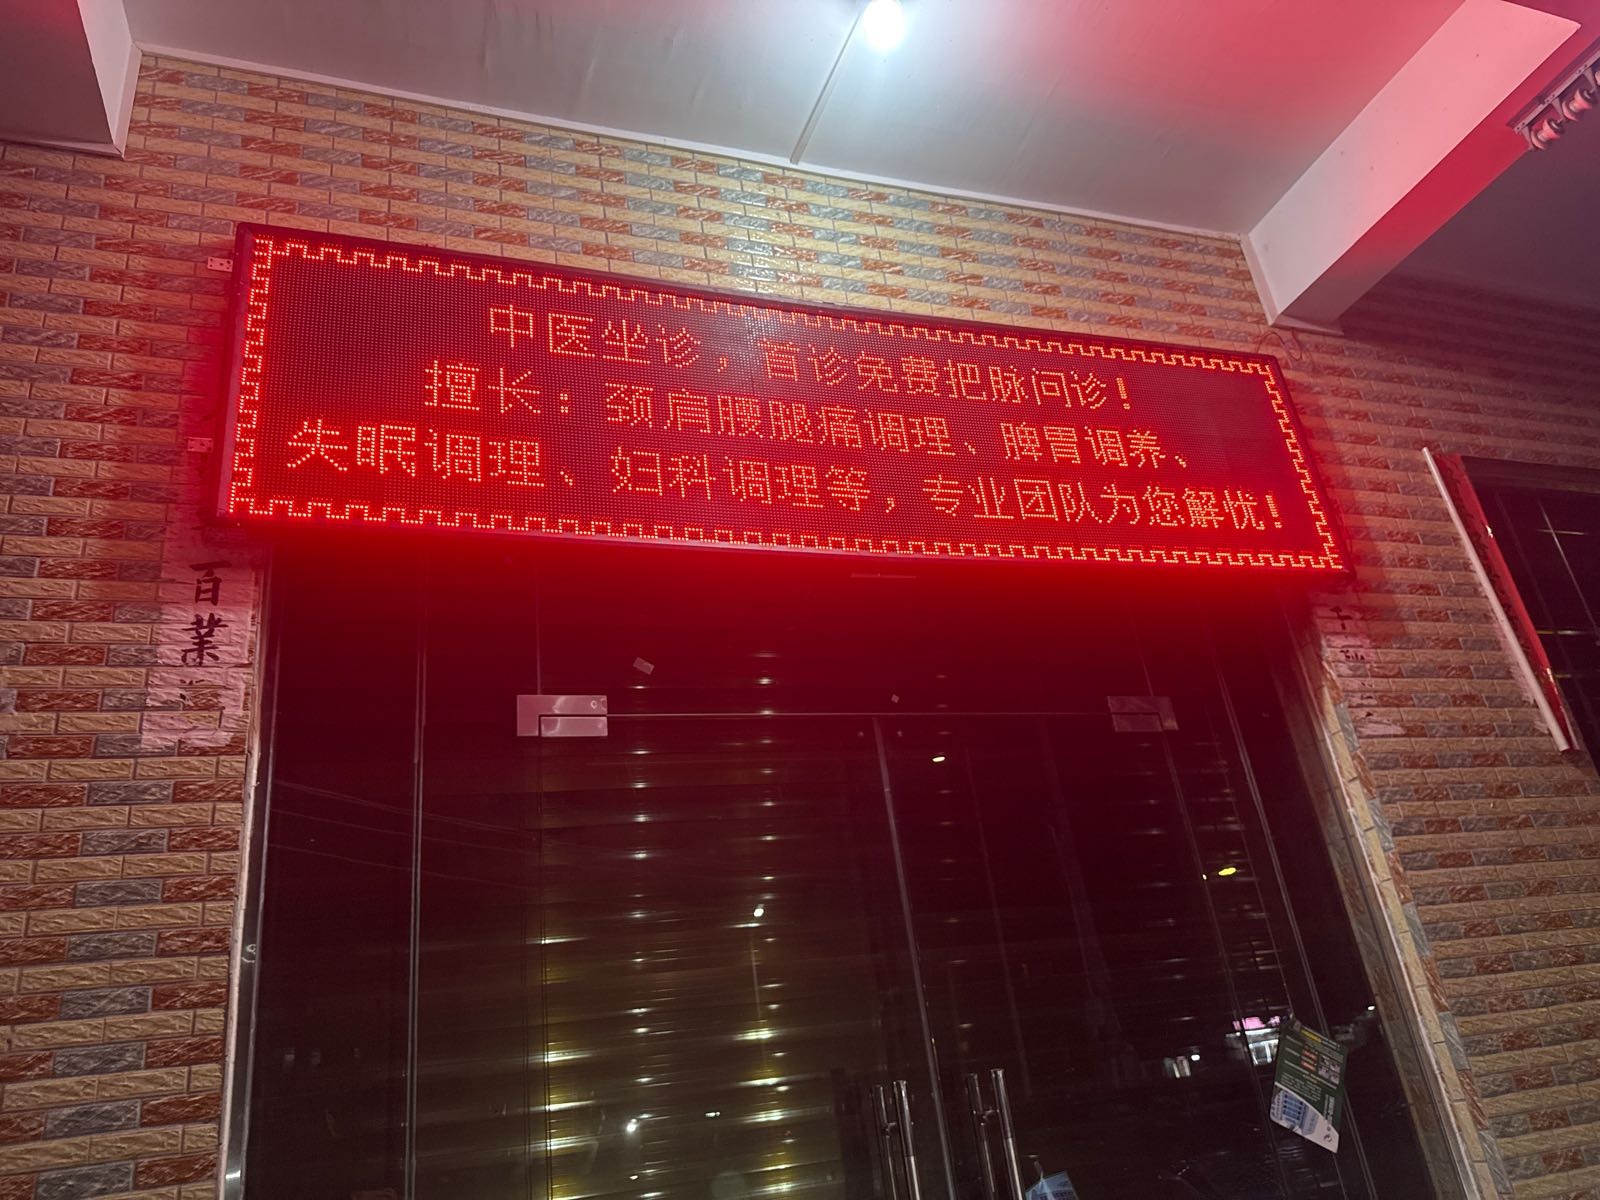 中医坐诊，首诊免费把脉问诊！
擅长：颈肩腰腿痛调理、脾胃调养、
失眠调理、妇科调理等，专业团队为您解忧！
百業
千